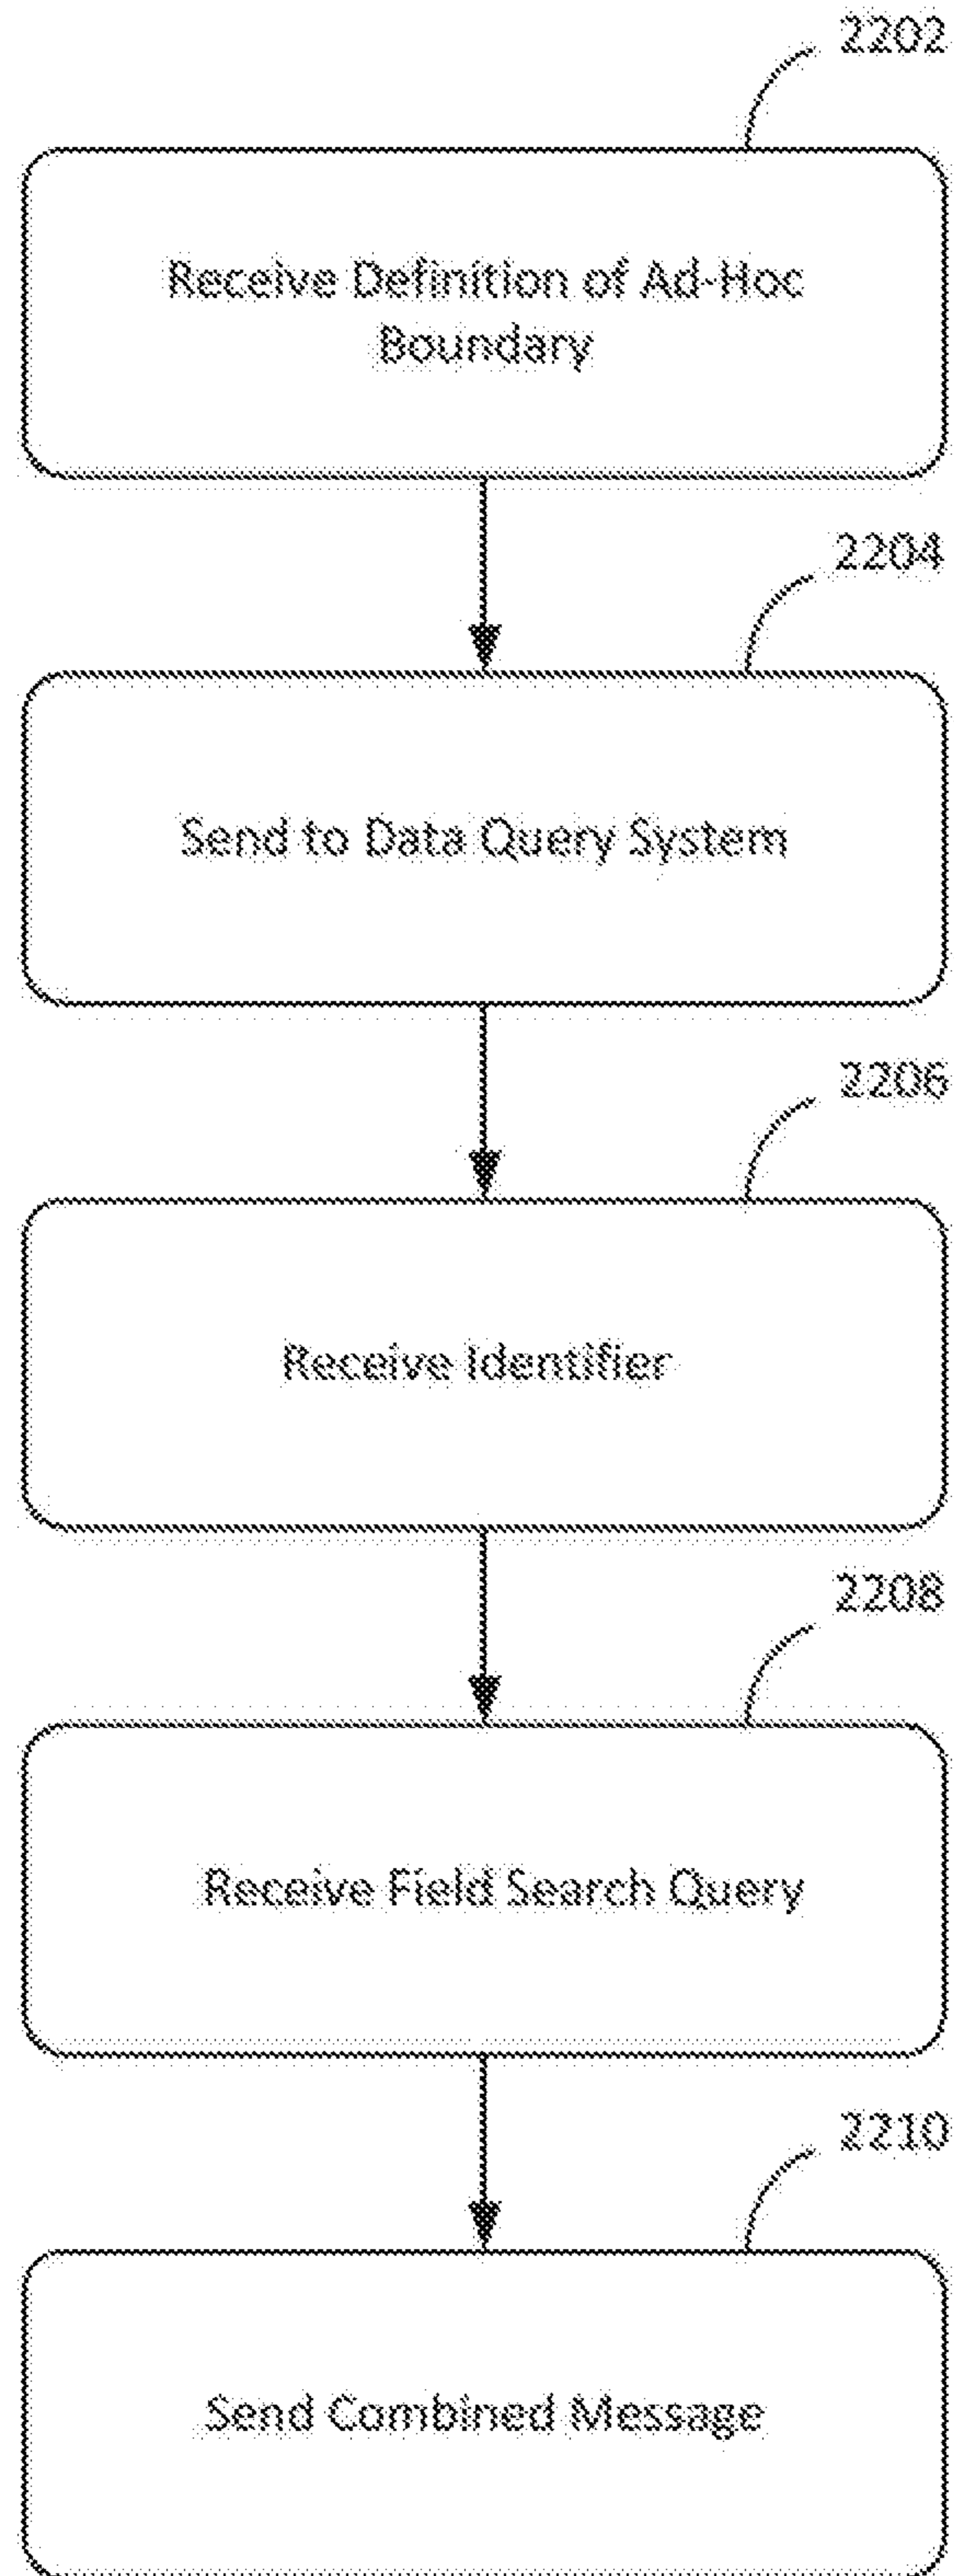 2202
Receive Definition of Ad-Hoc
Boundary
2204
Send to Data Query System
2206
Receive Identifier
2208
Receive Field Search Query
2210
Send Combined Message